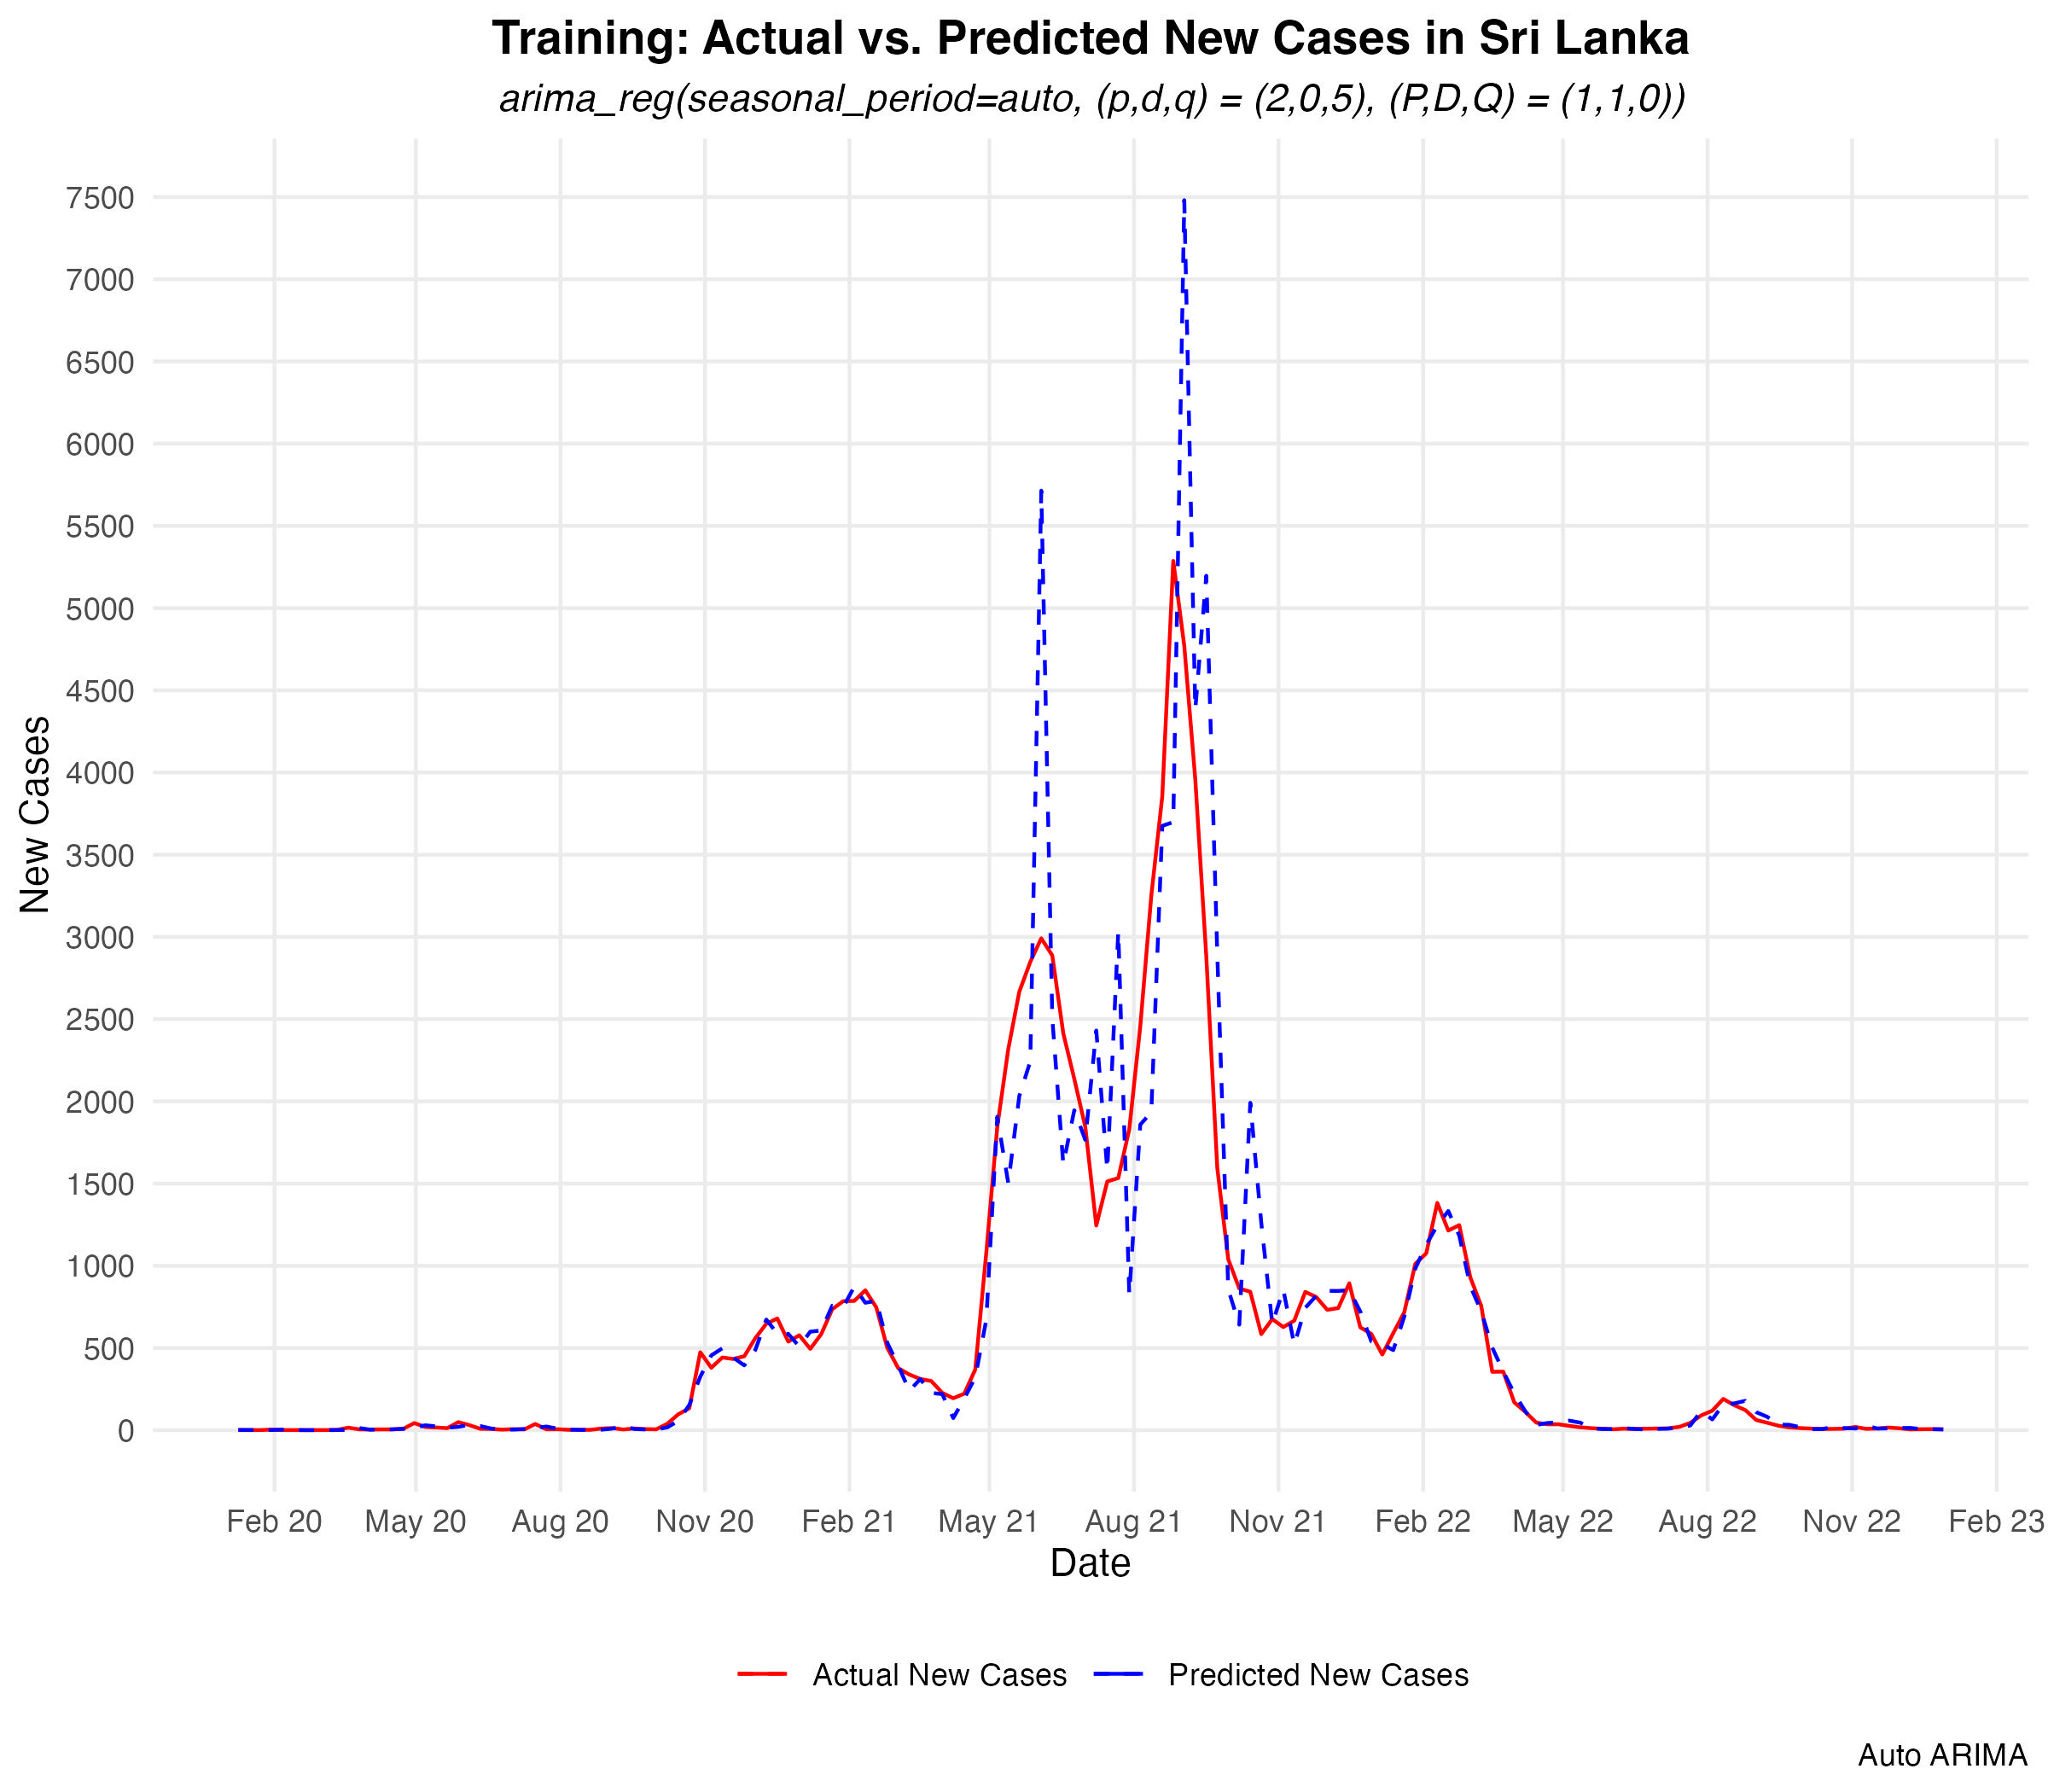 Training: Actual vs. Predicted New Cases in Sri Lanka
arima_reg(seasonal_period=auto, (p,d,q) = (2,0,5), (P,D,Q) = (1,1,0))
New Cases
7500
7000
6500
6000
5500
5000
4500
4000
3500
3000
2500
2000
1500
1000
500
0
Feb 20 May 20 Aug 20 Nov 20 Feb 21 May 21 Aug 21 Nov 21 Feb 22 May 22 Aug 22 Nov 22 Feb 23
Date
Actual New Cases Predicted New Cases
Auto ARIMA